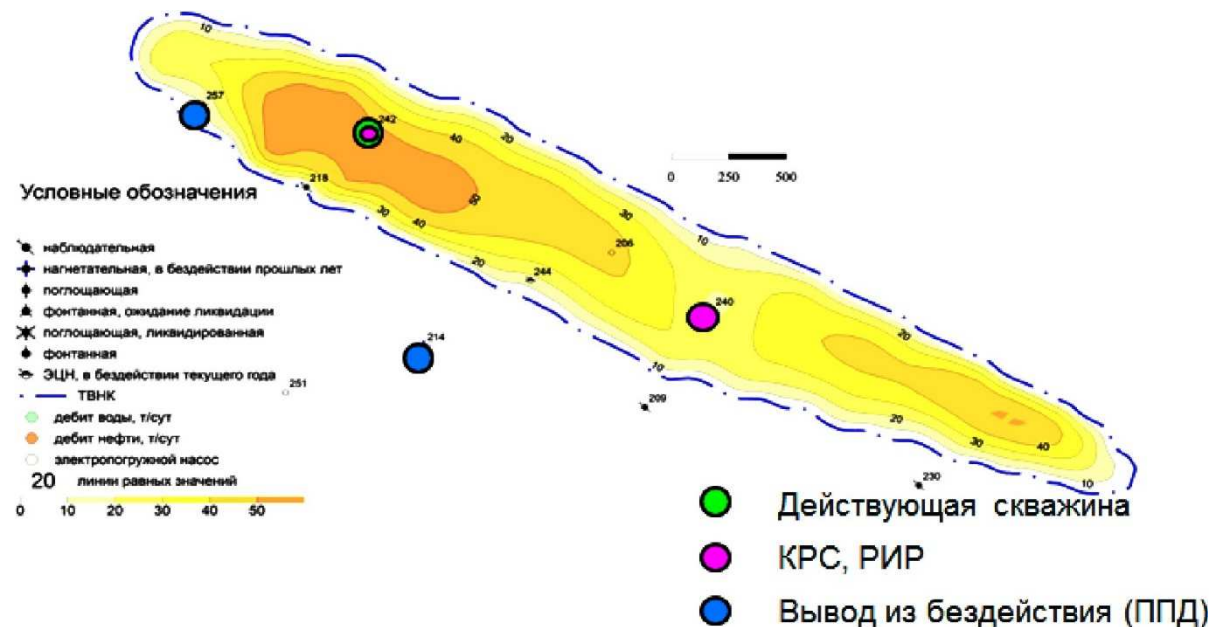 10
257
242
40
20
218
30
40
50
30
10
206
20
244
0 250 500
240
214
10
251
209
20
20
30
40
10
230
Условные обозначения
наблюдательная
нагнетательная, в бездействии прошлых лет
поглощающая
фонтанная, ожидание ликвидации
поглощающая, ликвидированная
фонтанная
ЭЦН, в бездействии текущего года
ТВНК
дебит воды, т/сут
дебит нефти, т/сут
электропогружной насос
20 линии равных значений
0 10 20 30 40 50
Действующая скважина
КРС, РИР
Вывод из бездействия (ППД)